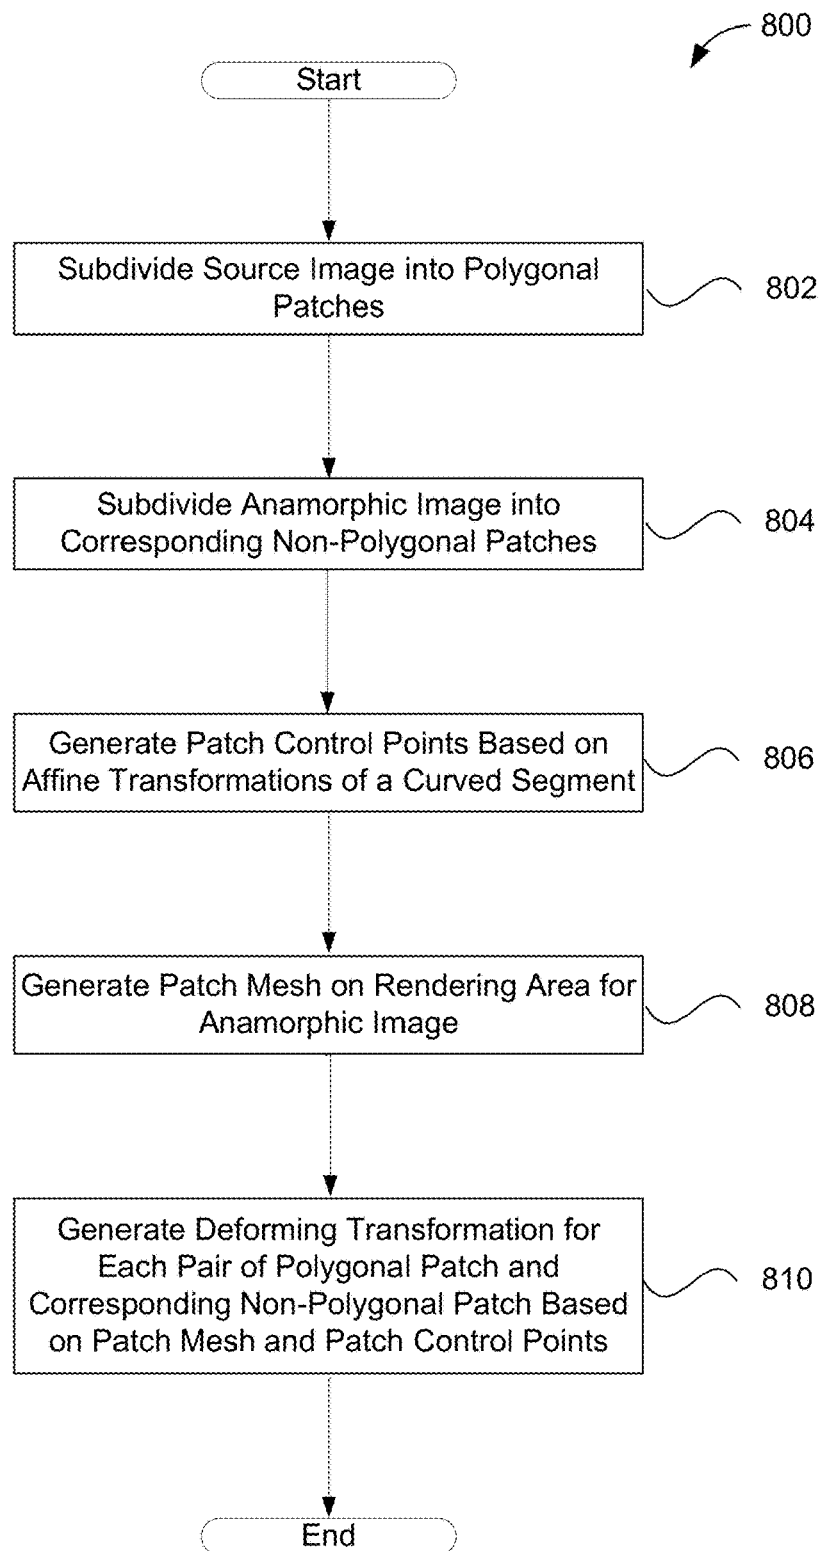 800
Start
Subdivide Source Image into Polygonal
Patches
802
Subdivide Anamorphic Image into
Corresponding Non-Polygonal Patches
804
Generate Patch Control Points Based on
Affine Transformations of a Curved Segment
806
Generate Patch Mesh on Rendering Area for
Anamorphic Image
808
Generate Deforming Transformation for
Each Pair of Polygonal Patch and
Corresponding Non-Polygonal Patch Based
on Patch Mesh and Patch Control Points
810
End